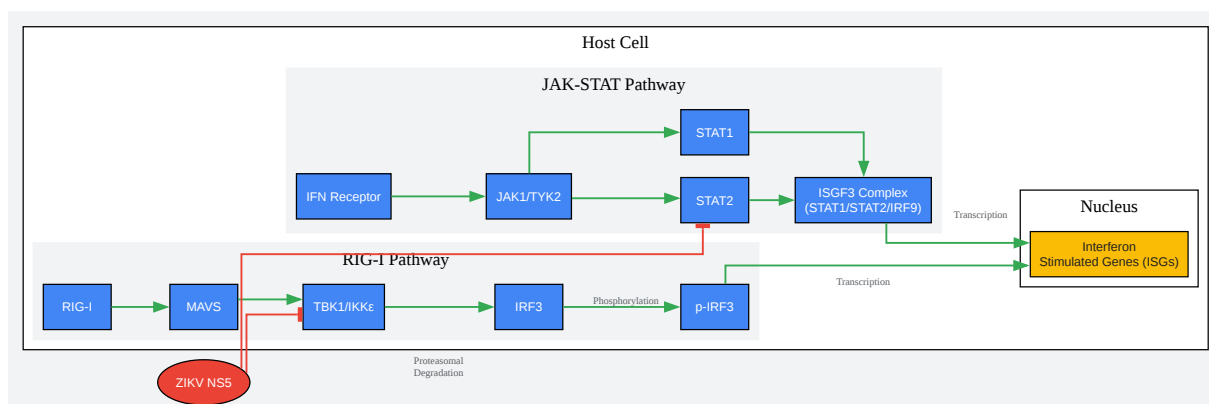 Host Cell
JAK-STAT Pathway
STAT1
IFN Receptor
JAK1/TYK2
STAT2
ISGF3 Complex
(STAT1/STAT2/IRF9)
Transcription
Nucleus
Interferon
Stimulated Genes (ISGs)
RIG-I Pathway
Transcription
RIG-I
MAVS
TBK1/IKKε
IRF3
Phosphorylation
p-IRF3
Proteasomal
Degradation
ZIKV NS5